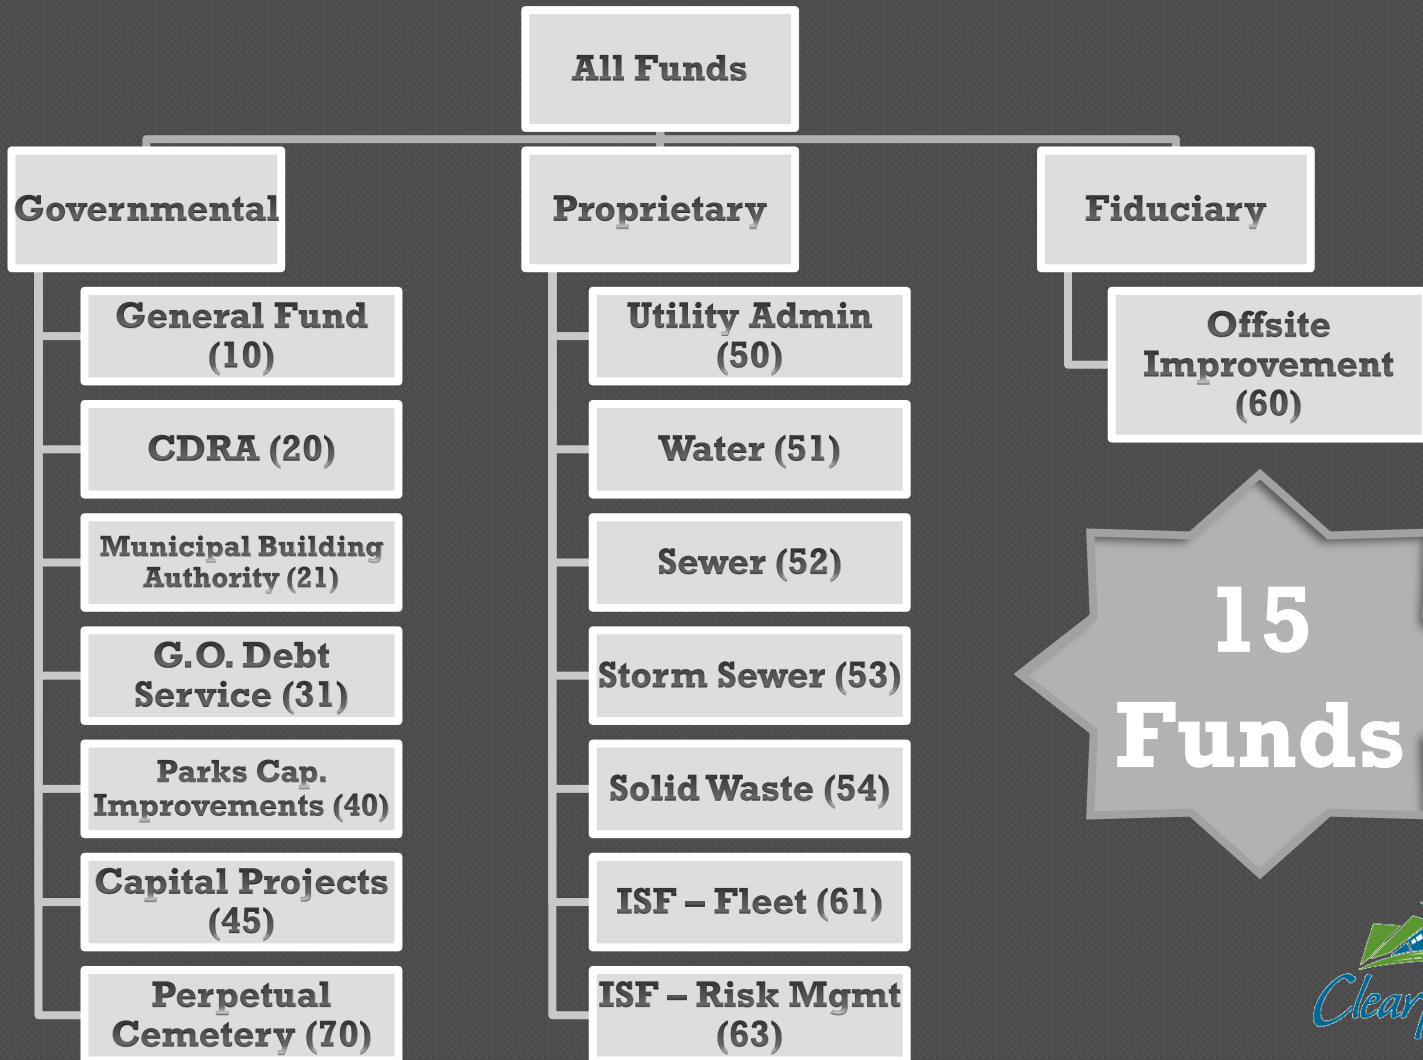 All Funds
Governmental
General Fund
(10)
CDRA (20)
Municipal Building
Authority (21)
G.O. Debt
Service (31)
Parks Cap.
Improvements (40)
Capital Projects
(45)
Perpetual
Cemetery (70)
Proprietary
Utility Admin
(50)
Water (51)
Sewer (52)
Storm Sewer (53)
Solid Waste (54)
ISF – Fleet (61)
ISF – Risk Mgmt
(63)
Fiduciary
Offsite
Improvement
(60)
15
Funds